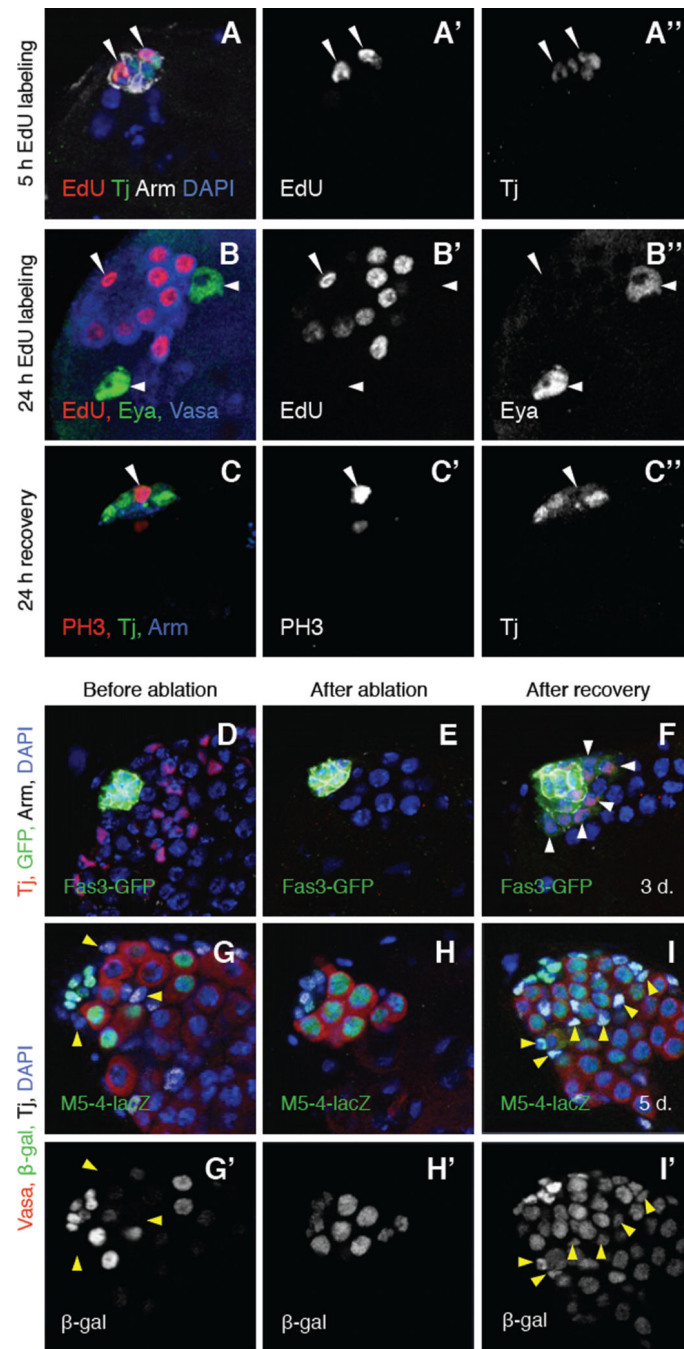 5 h EdU labeling
A
EdU Tj Arm DAPI
A'
EdU
A''
Tj
24 h EdU labeling
B
EdU, Eya, Vasa
B'
EdU
B''
Eya
24 h recovery
C
PH3, Tj, Arm
C'
PH3
C''
Tj
Before ablation
After ablation
After recovery
Tj, GFP, Arm, DAPI
D
Fas3-GFP
E
Fas3-GFP
F
Fas3-GFP 3 d.
Vasa, β-gal, Tj, DAPI
G
M5-4-lacZ
H
M5-4-lacZ
I
M5-4-lacZ 5 d.
G'
β-gal
H'
β-gal
I'
β-gal